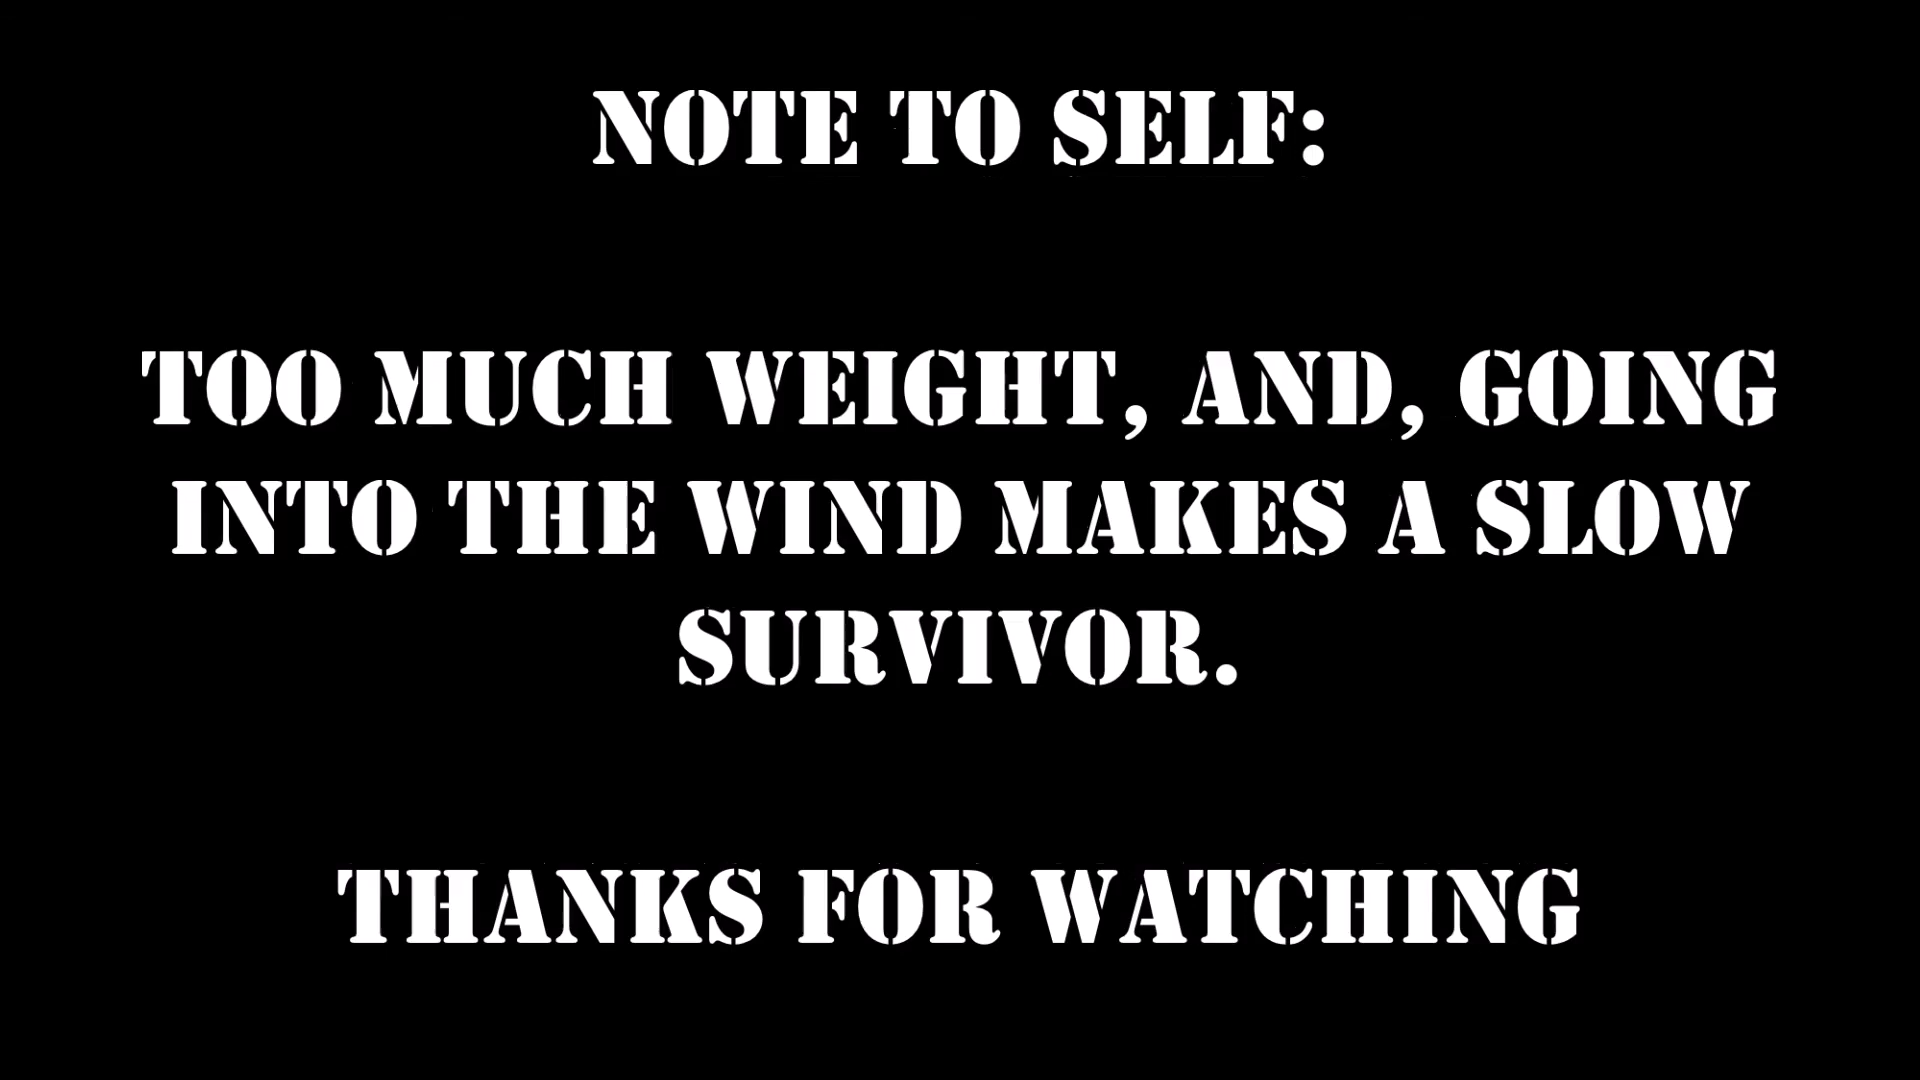 NOTE TO SELF:
TOO MUCH WEIGHT, AND, GOING
INTO THE WIND MAKES A SLOW
SURVIVOR.
THANKS FOR WATCHING